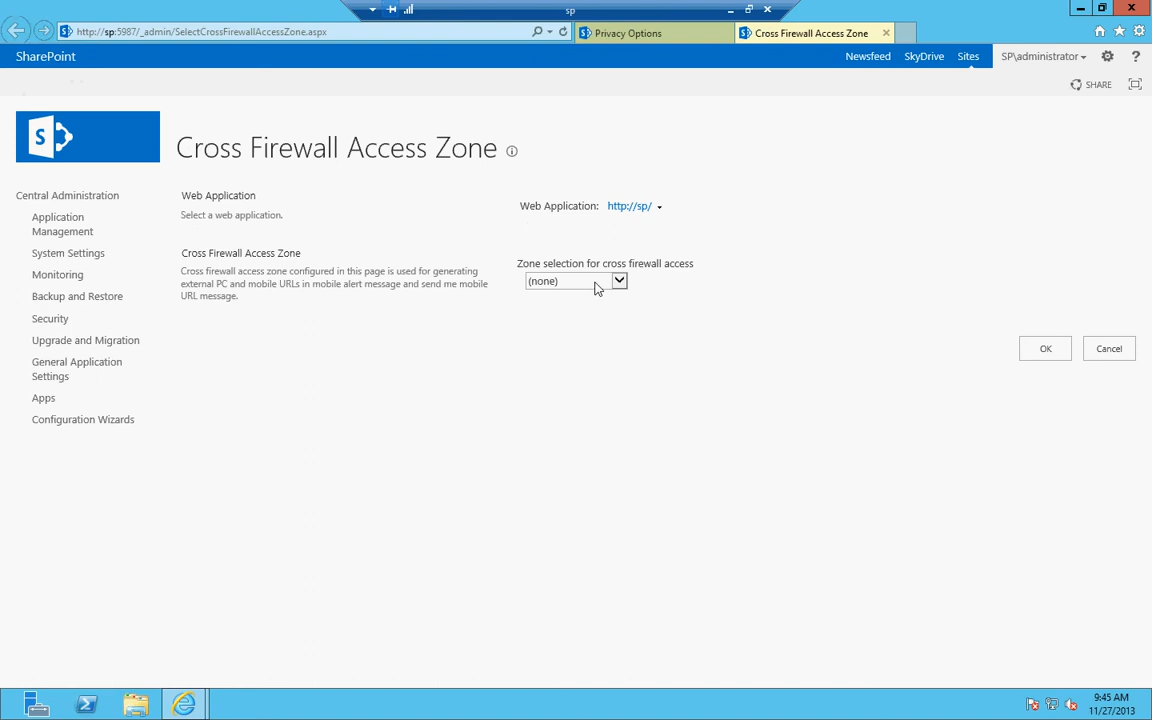 sp
http://sp:5987/_admin/SelectCrossFirewallAccessZone.aspx
Privacy Options
Cross Firewall Access Zone
SharePoint
Newsfeed
SkyDrive
Sites
SP\administrator
?
SHARE
S
Cross Firewall Access Zone
Central Administration
Application Management
System Settings
Monitoring
Backup and Restore
Security
Upgrade and Migration
General Application Settings
Apps
Configuration Wizards
Web Application
Select a web application.
Web Application: http://sp/
Cross Firewall Access Zone
Cross firewall access zone configured in this page is used for generating
external PC and mobile URLs in mobile alert message and send me mobile
URL message.
Zone selection for cross firewall access
(none)
OK
Cancel
9:45 AM
11/27/2013